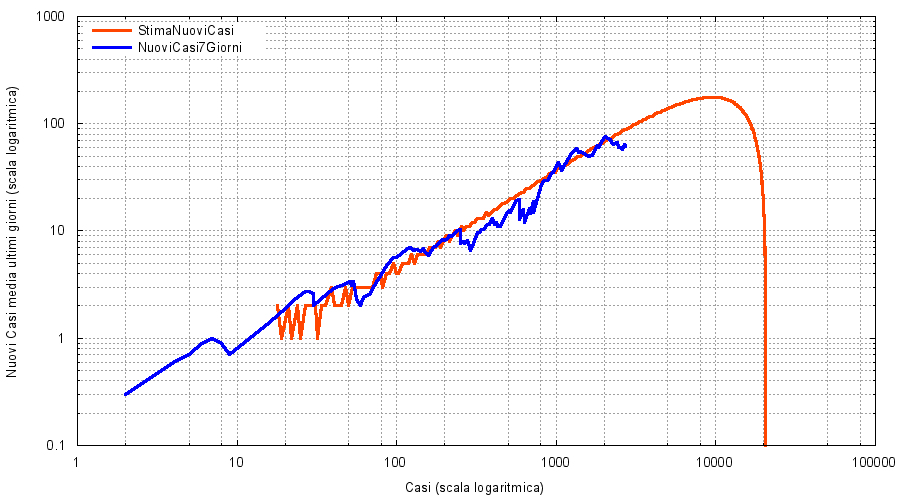 1000
StimaNuoviCasi
NuoviCasi7Giorni
100
10
1
0.1
Nuovi Casi media ultimi giorni (scala logaritmica)
1 10 100 1000 10000 100000
Casi (scala logaritmica)